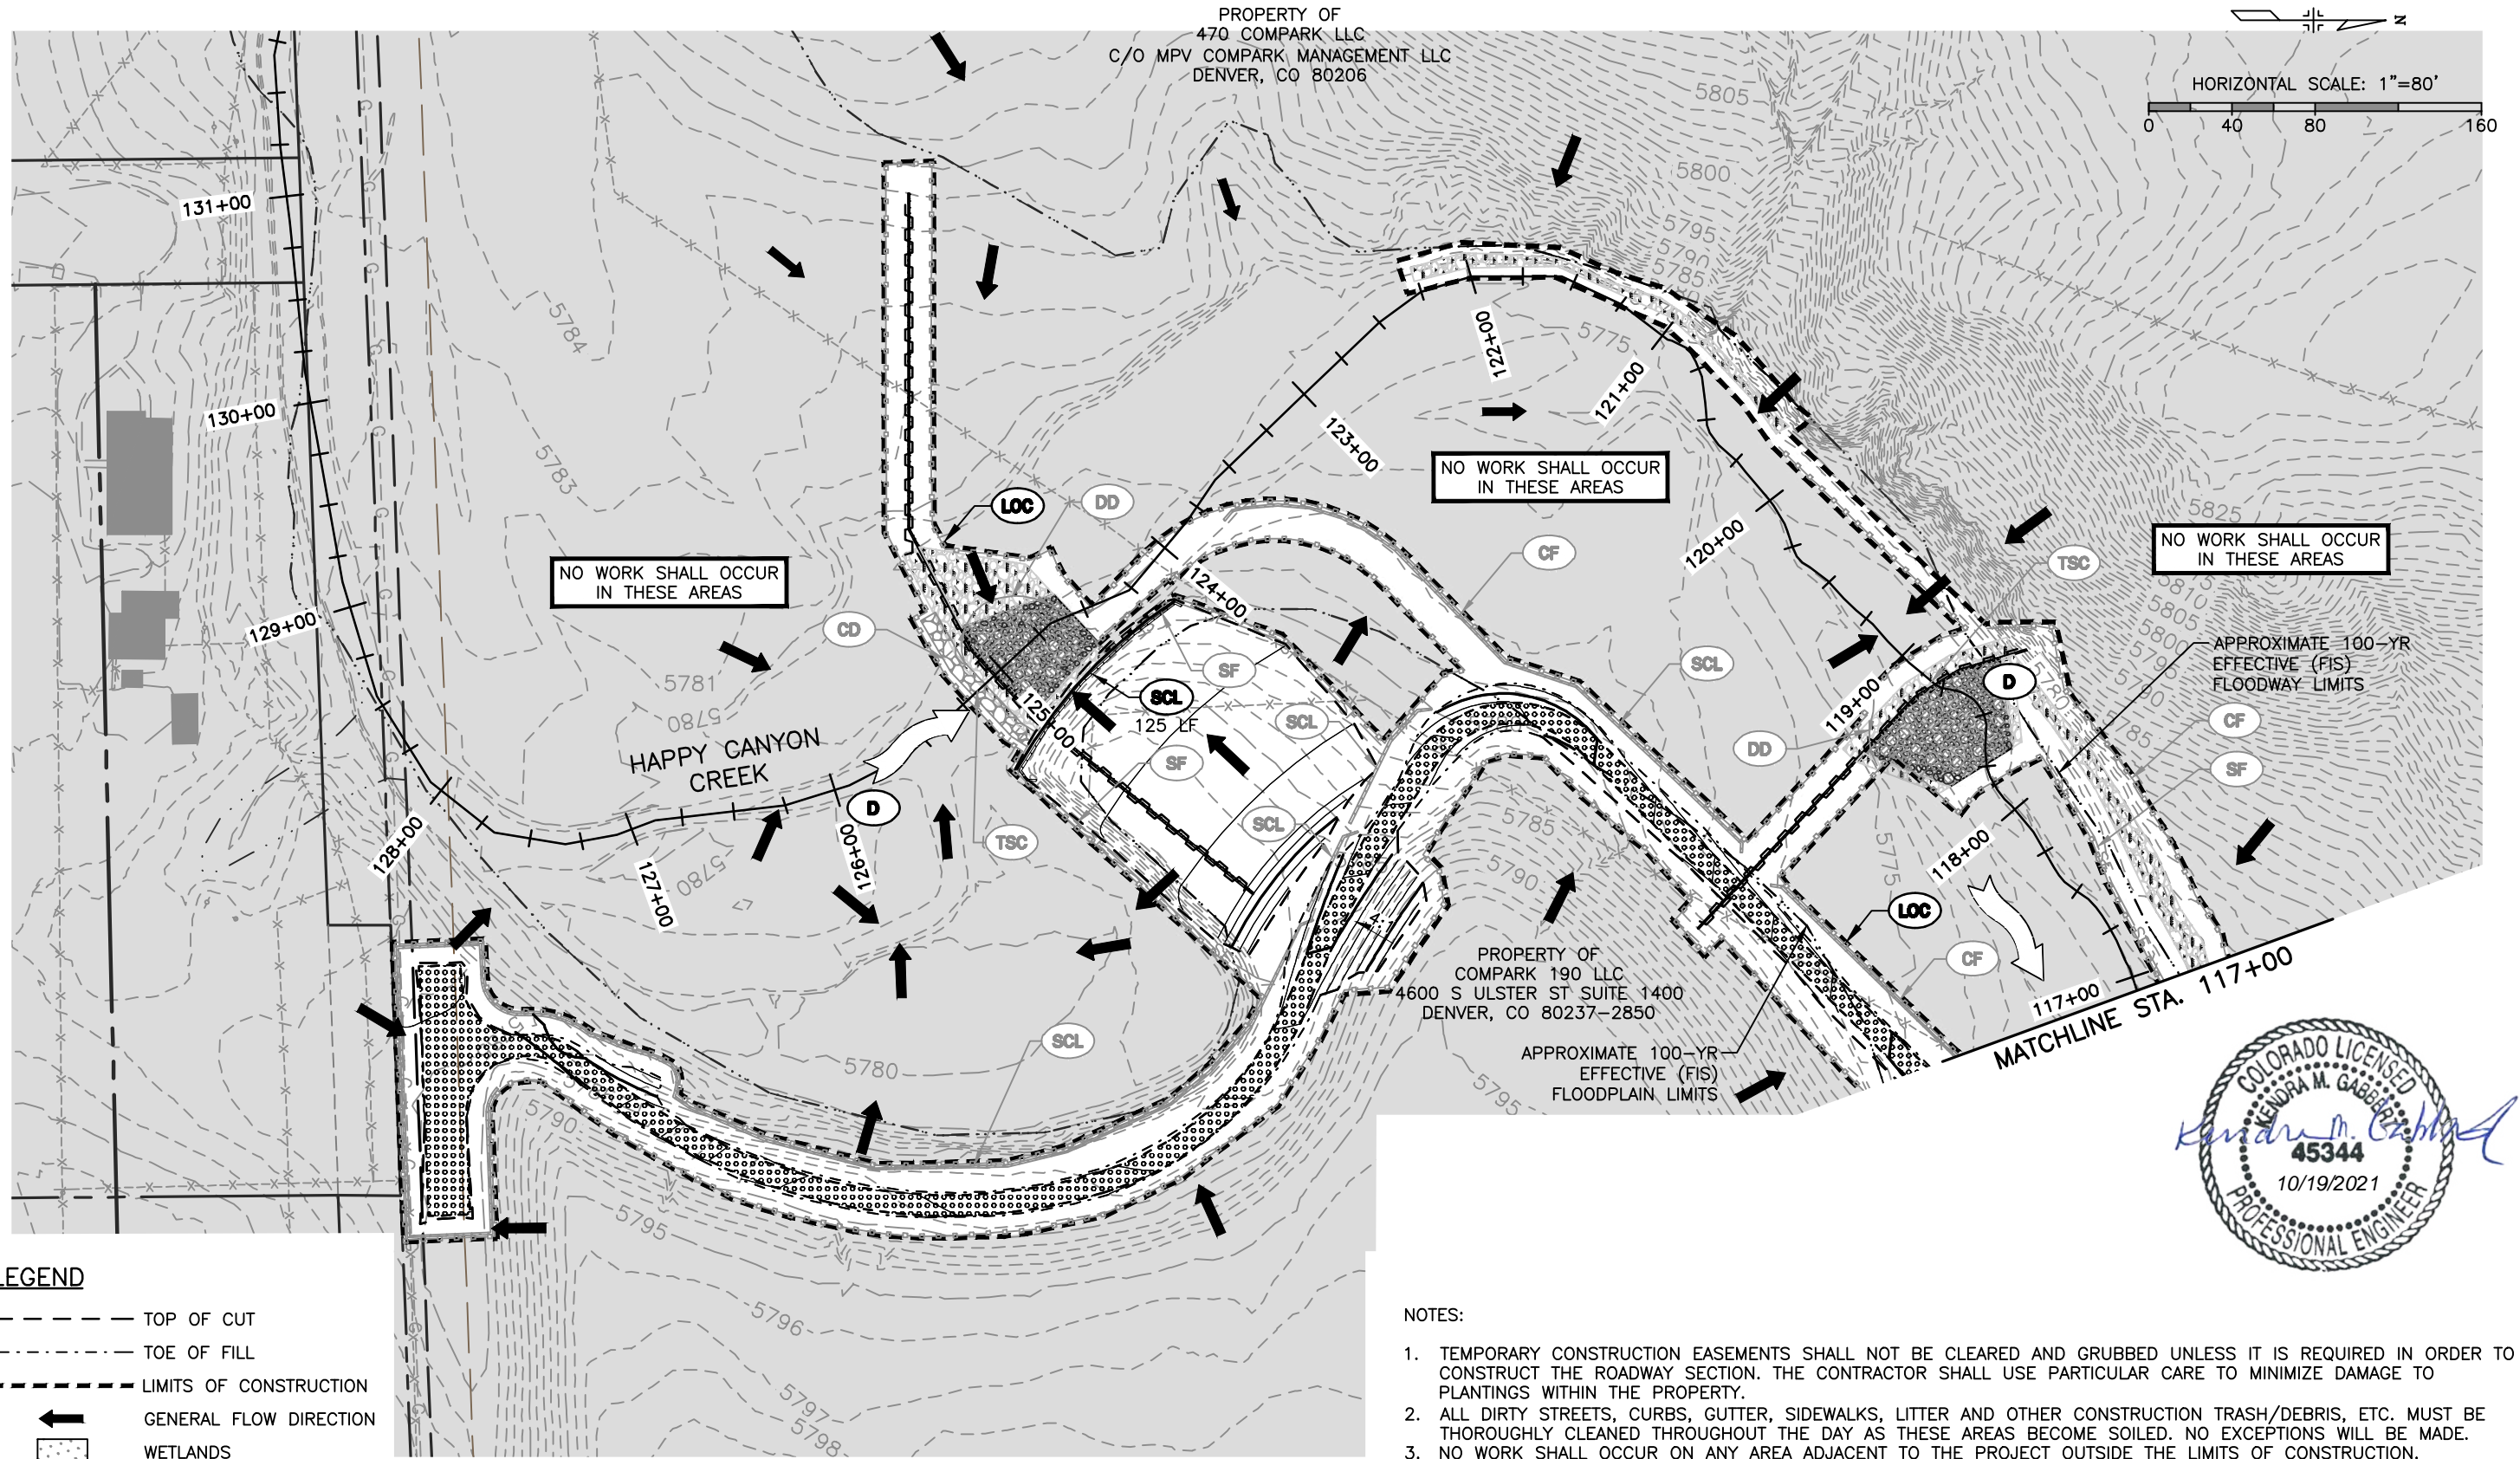 PROPERTY OF
470 COMPARK LLC
C/O MPV COMPARK MANAGEMENT LLC
DENVER, CO 80206
N
HORIZONTAL SCALE: 1"=80'
0 40 80 160
5805
5800
5795
5790
5785
131+00
130+00
129+00
128+00
127+00
126+00
125+00
124+00
123+00
122+00
121+00
120+00
119+00
118+00
117+00
5784
5783
5781
5780
5780
5775
LOC
DD
CF
NO WORK SHALL OCCUR
IN THESE AREAS
NO WORK SHALL OCCUR
IN THESE AREAS
NO WORK SHALL OCCUR
IN THESE AREAS
5825
TSC
5810
5805
5800
5795
5780
5785
CD
SF
SCL
SCL
125 LF
SCL
SF
SCL
D
APPROXIMATE 100-YR
EFFECTIVE (FIS)
FLOODWAY LIMITS
CF
SF
DD
HAPPY CANYON
CREEK
D
TSC
5780
5785
5790
5775
LOC
CF
PROPERTY OF
COMPARK 190 LLC
4600 S ULSTER ST SUITE 1400
DENVER, CO 80237-2850
APPROXIMATE 100-YR
EFFECTIVE (FIS)
FLOODPLAIN LIMITS
MATCHLINE STA. 117+00
SCL
5780
5790
5795
5795
5796
5797
5798
COLORADO LICENSED
KENDRA M. GABBERT
45344
10/19/2021
PROFESSIONAL ENGINEER
Kendra M. Gabbert
LEGEND
TOP OF CUT
TOE OF FILL
LIMITS OF CONSTRUCTION
GENERAL FLOW DIRECTION
WETLANDS
NOTES:
1. TEMPORARY CONSTRUCTION EASEMENTS SHALL NOT BE CLEARED AND GRUBBED UNLESS IT IS REQUIRED IN ORDER TO
CONSTRUCT THE ROADWAY SECTION. THE CONTRACTOR SHALL USE PARTICULAR CARE TO MINIMIZE DAMAGE TO
PLANTINGS WITHIN THE PROPERTY.
2. ALL DIRTY STREETS, CURBS, GUTTER, SIDEWALKS, LITTER AND OTHER CONSTRUCTION TRASH/DEBRIS, ETC. MUST BE
THOROUGHLY CLEANED THROUGHOUT THE DAY AS THESE AREAS BECOME SOILED. NO EXCEPTIONS WILL BE MADE.
3. NO WORK SHALL OCCUR ON ANY AREA ADJACENT TO THE PROJECT OUTSIDE THE LIMITS OF CONSTRUCTION.